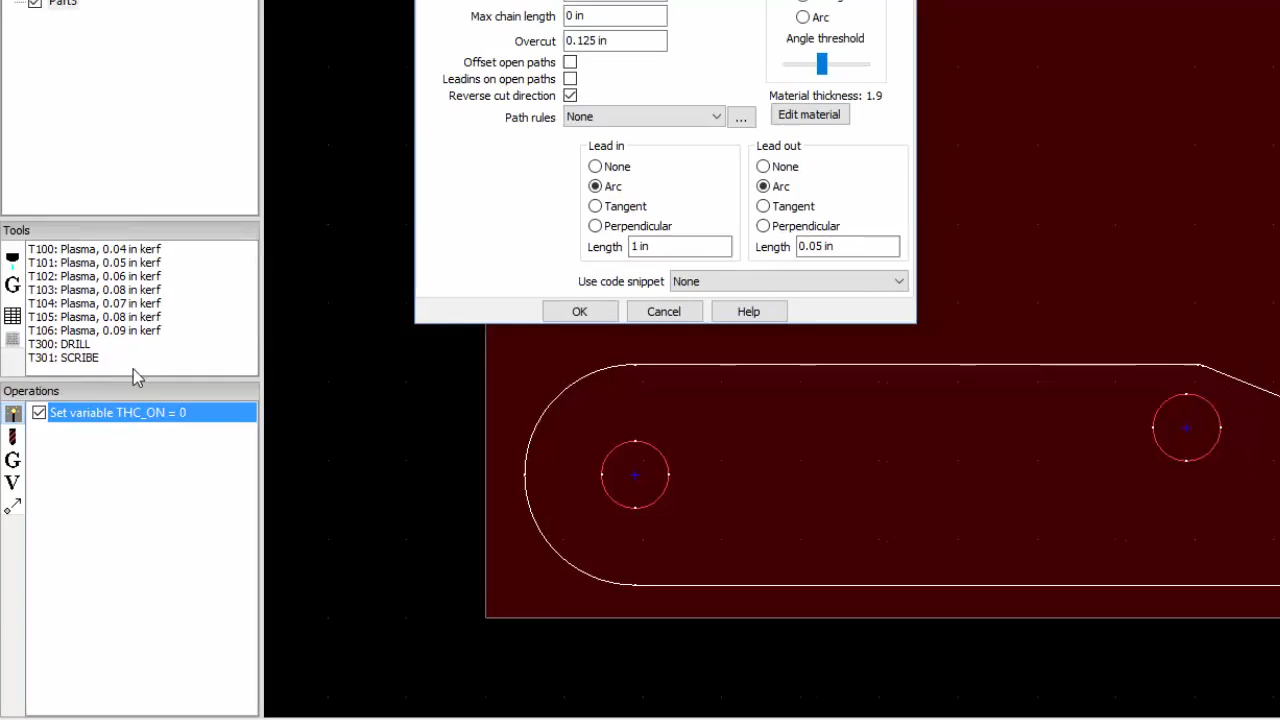 Part5
Max chain length 0 in
Arc
Overcut 0.125 in
Angle threshold
Offset open paths
Leadins on open paths
Reverse cut direction
Material thickness: 1.9
Path rules None ... Edit material
Lead in
None
Arc
Tangent
Perpendicular
Length 1 in
Lead out
None
Arc
Tangent
Perpendicular
Length 0.05 in
Use code snippet None
OK Cancel Help
Tools
T100: Plasma, 0.04 in kerf
T101: Plasma, 0.05 in kerf
T102: Plasma, 0.06 in kerf
T103: Plasma, 0.08 in kerf
T104: Plasma, 0.07 in kerf
T105: Plasma, 0.08 in kerf
T106: Plasma, 0.09 in kerf
T300: DRILL
T301: SCRIBE
G
Operations
Set variable THC_ON = 0
G
V